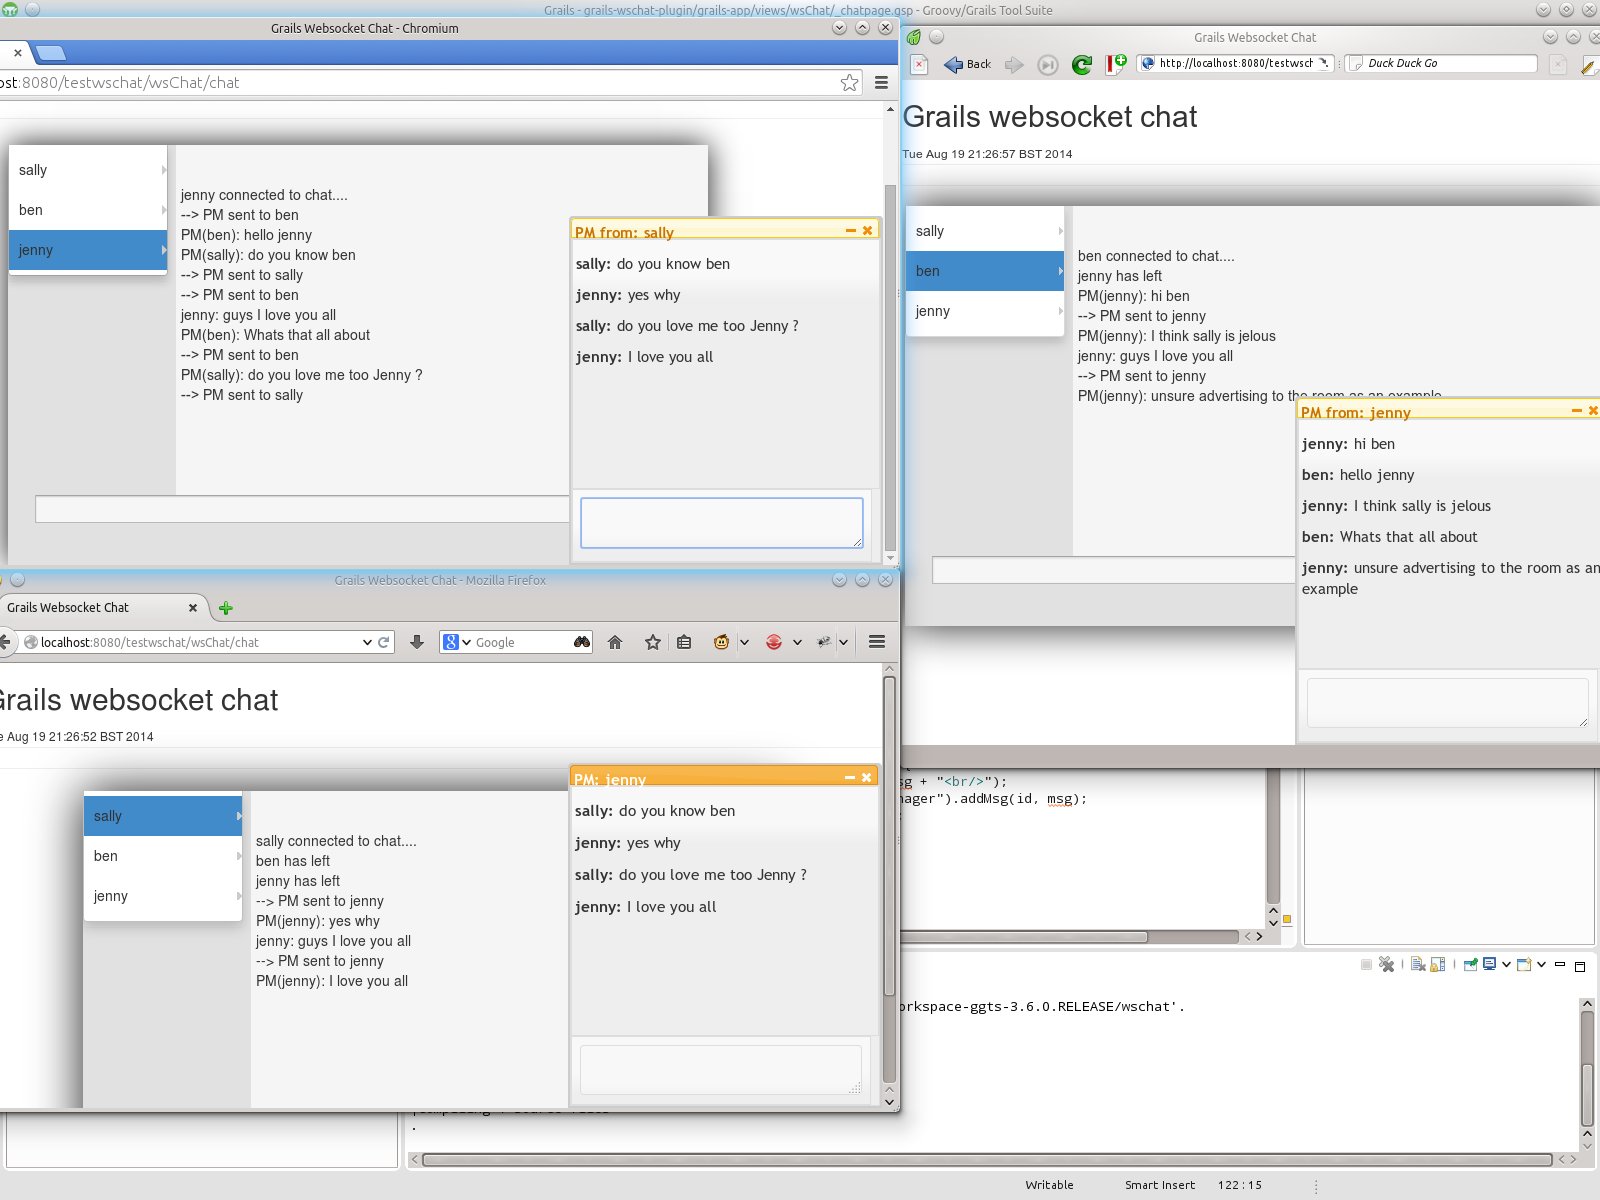 Grails - grails-wschat-plugin/grails-app/views/wsChat/_chatpage.gsp - Groovy/Grails Tool Suite
Grails Websocket Chat - Chromium
ost:8080/testwschat/wsChat/chat
sally
ben
jenny
jenny connected to chat....
--> PM sent to ben
PM(ben): hello jenny
PM(sally): do you know ben
--> PM sent to sally
--> PM sent to ben
jenny: guys I love you all
PM(ben): Whats that all about
--> PM sent to ben
PM(sally): do you love me too Jenny ?
--> PM sent to sally
PM from: sally
sally: do you know ben
jenny: yes why
sally: do you love me too Jenny ?
jenny: I love you all
Grails Websocket Chat
Back
http://localhost:8080/testwsch
Duck Duck Go
Grails websocket chat
Tue Aug 19 21:26:57 BST 2014
sally
ben
jenny
ben connected to chat....
jenny has left
PM(jenny): hi ben
--> PM sent to jenny
PM(jenny): I think sally is jelous
jenny: guys I love you all
--> PM sent to jenny
PM(jenny): unsure advertising to the room as an example
PM from: jenny
jenny: hi ben
ben: hello jenny
jenny: I think sally is jelous
ben: Whats that all about
jenny: unsure advertising to the room as an
example
Grails Websocket Chat - Mozilla Firefox
Grails Websocket Chat
localhost:8080/testwschat/wsChat/chat
Google
Grails websocket chat
e Aug 19 21:26:52 BST 2014
sally
ben
jenny
sally connected to chat....
ben has left
jenny has left
--> PM sent to jenny
PM(jenny): yes why
jenny: guys I love you all
--> PM sent to jenny
PM(jenny): I love you all
PM: jenny
sally: do you know ben
jenny: yes why
sally: do you love me too Jenny ?
jenny: I love you all
sg + "<br/>");
nager").addMsg(id, msg);
orkspace-ggts-3.6.0.RELEASE/wschat'.
.
Writable
Smart Insert
122 : 15